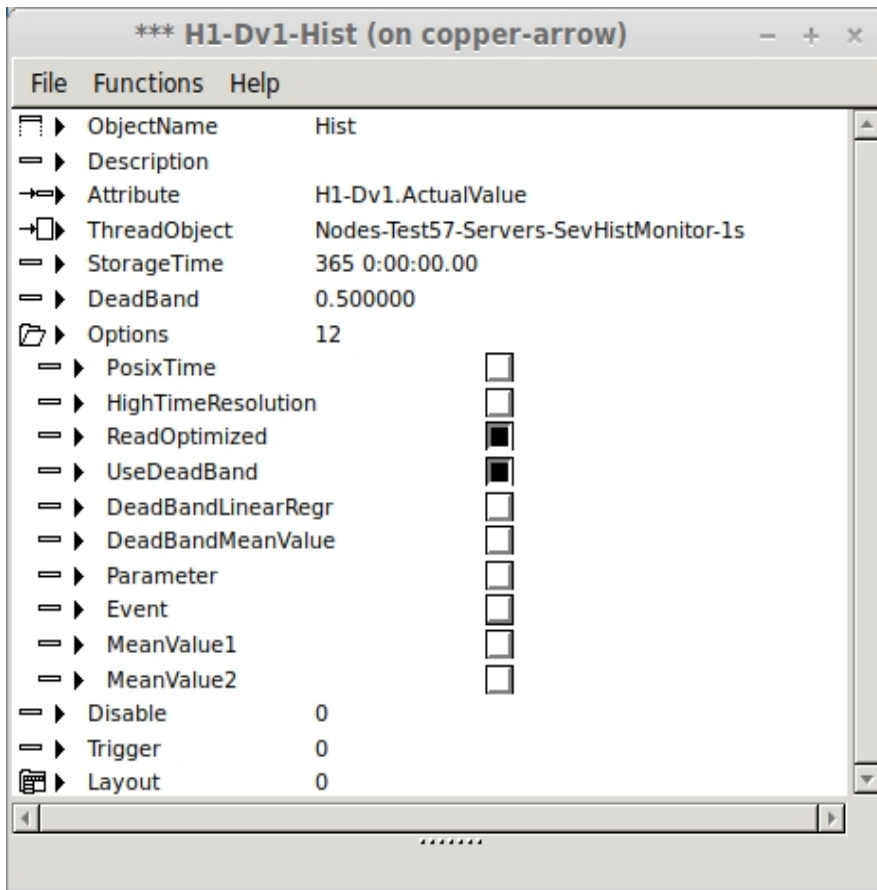 *** H1-Dv1-Hist (on copper-arrow)
File Functions Help
ObjectName Hist
Description
Attribute H1-Dv1.ActualValue
ThreadObject Nodes-Test57-Servers-SevHistMonitor-1s
StorageTime 365 0:00:00.00
DeadBand 0.500000
Options 12
PosixTime
HighTimeResolution
ReadOptimized
UseDeadBand
DeadBandLinearRegr
DeadBandMeanValue
Parameter
Event
MeanValue1
MeanValue2
Disable 0
Trigger 0
Layout 0